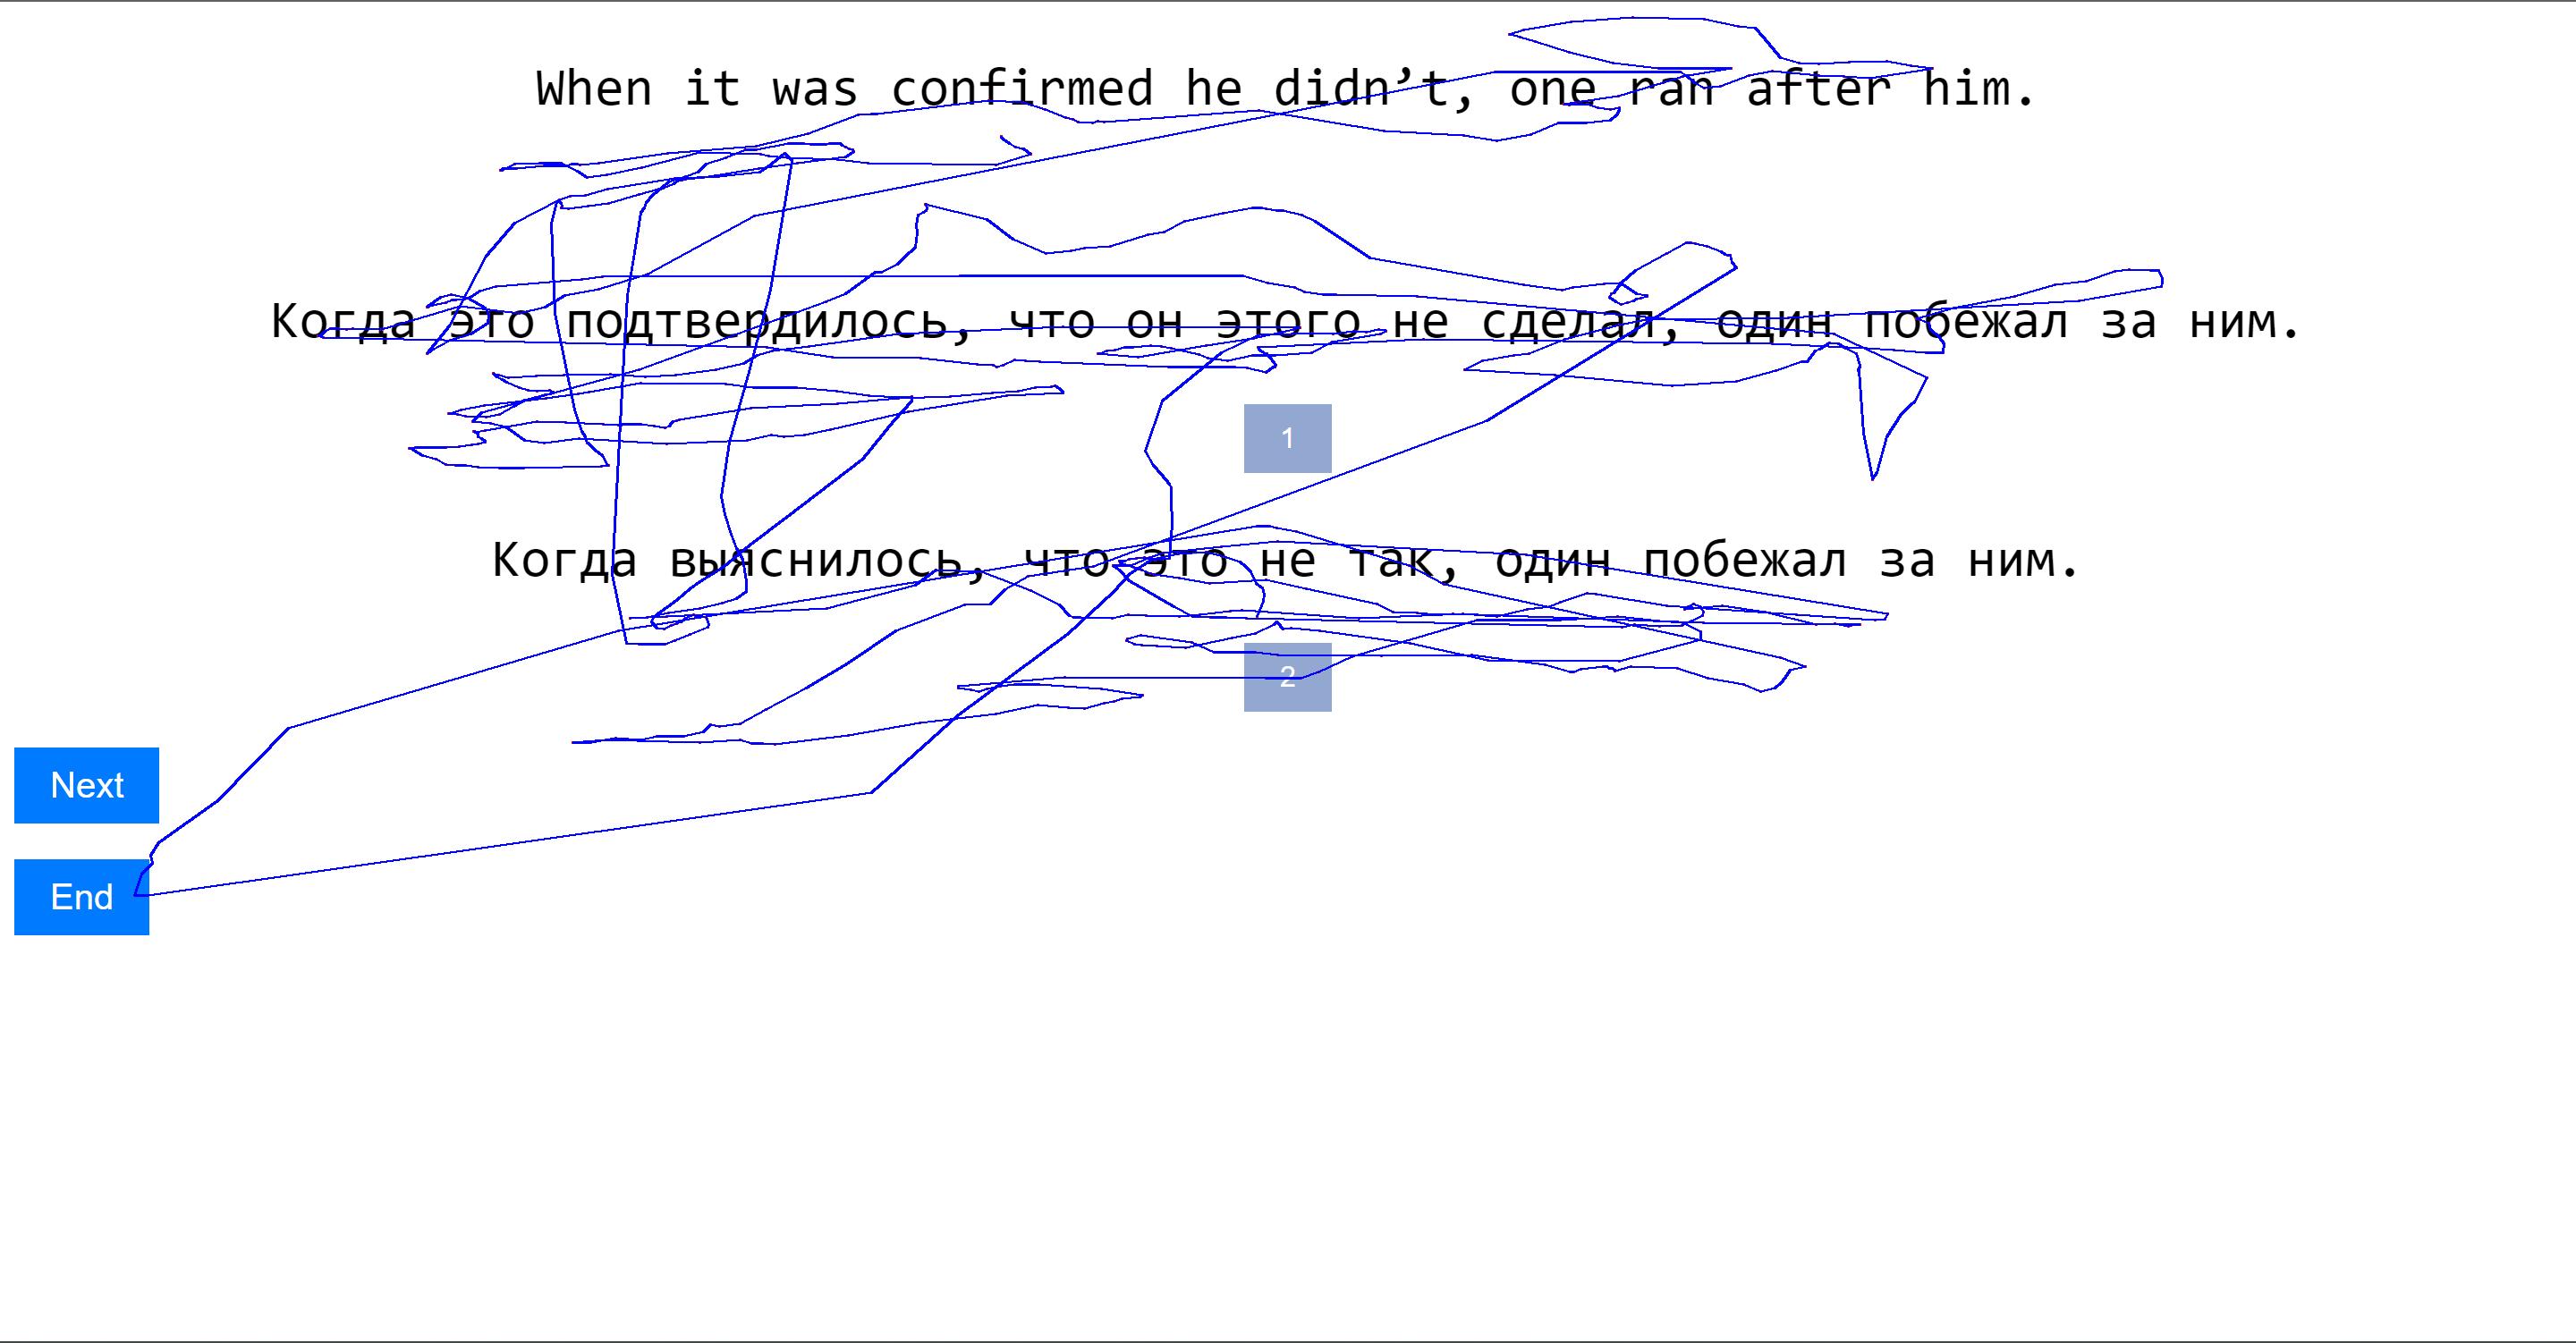 When it was confirmed he didn’t, one ran after him.
Когда это подтвердилось, что он этого не сделал, один побежал за ним.
1
Когда выяснилось, что это не так, один побежал за ним.
2
Next
End